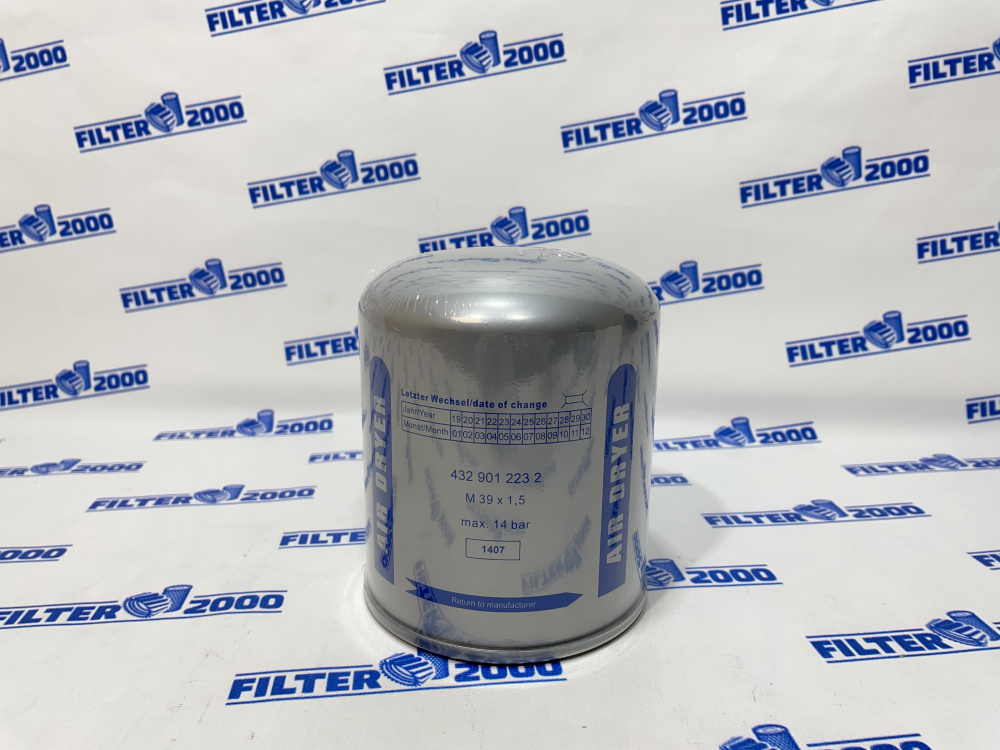 FILTER 2000
Letzter Wechsel/date of change
Jahr/Year 19 20 21 22 23 24 25 26 27 28 29 30
Monat/Month 01 02 03 04 05 06 07 08 09 10 11 12
432 901 223 2
M 39 x 1,5
max. 14 bar
1407
Return to manufacturer
AIR DRYER
AIR DRYER
FILTER 2000